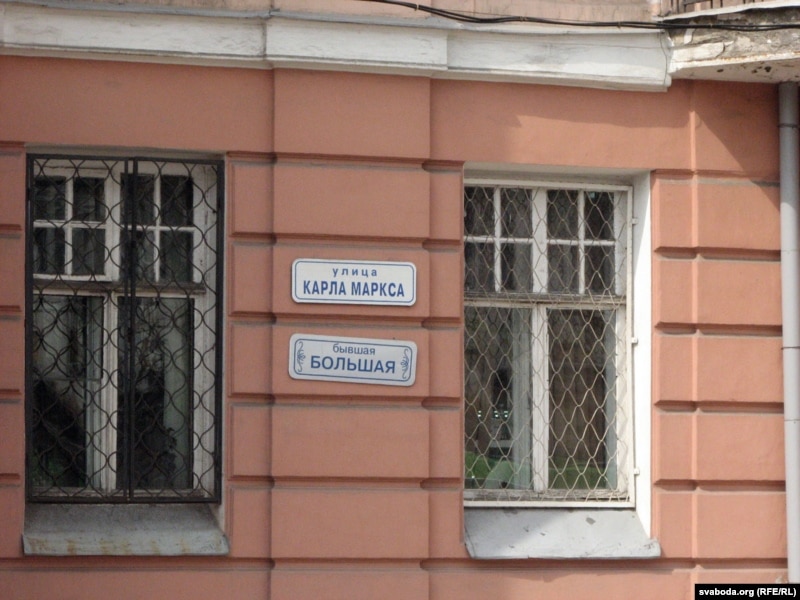 улица
КАРЛА МАРКСА
бывшая
БОЛЬШАЯ
svaboda.org (RFE/RL)